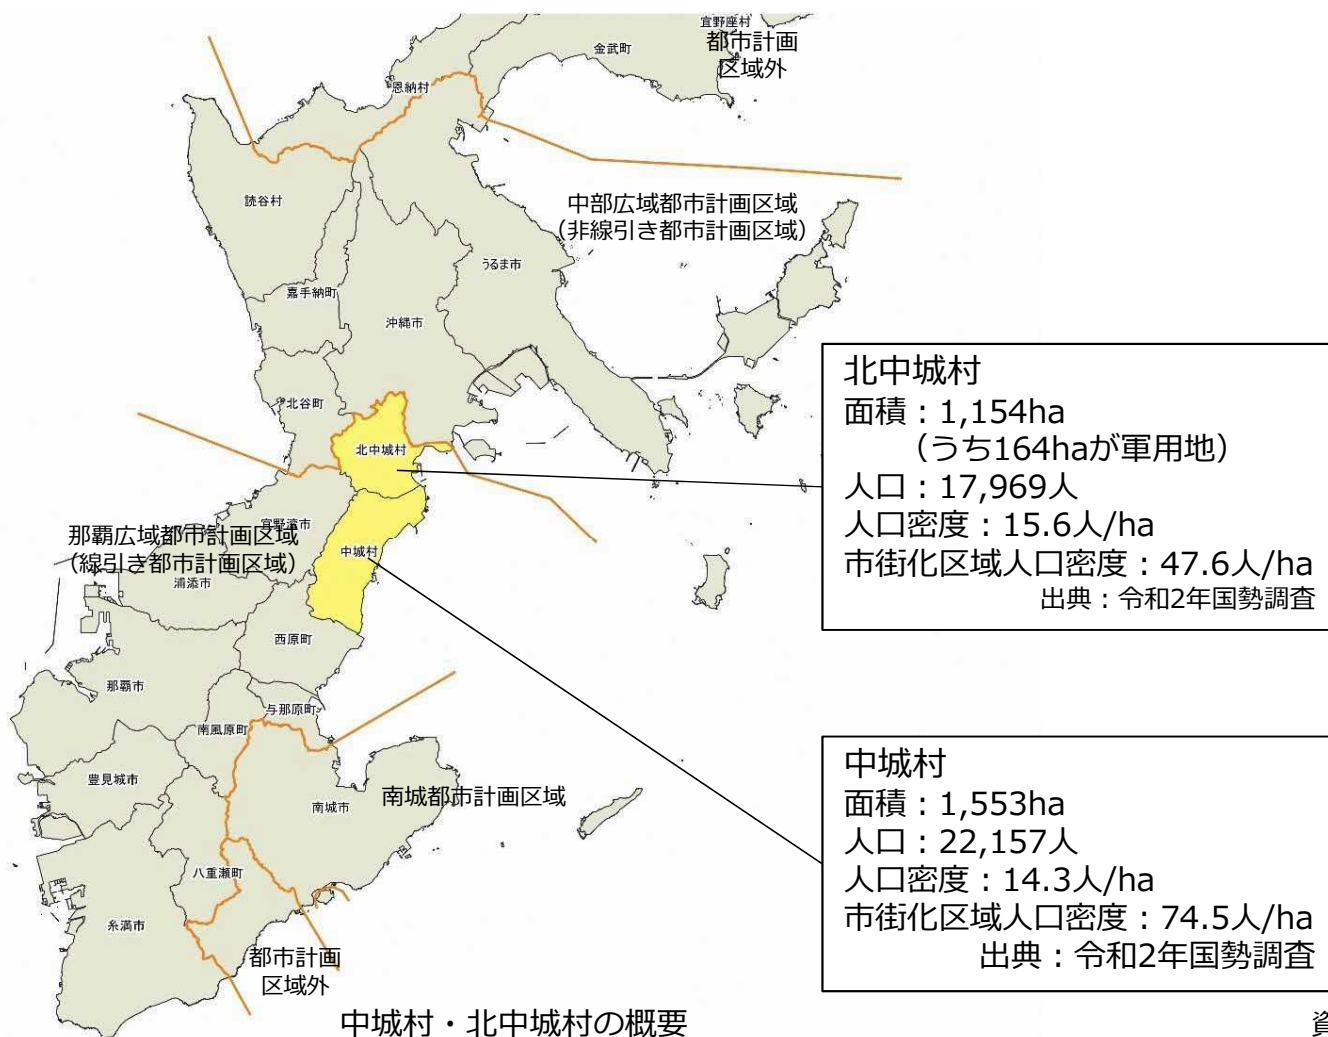 宜野座村
都市計画
区域外
金武町
恩納村
読谷村
中部広域都市計画区域
（非線引き都市計画区域）
うるま市
嘉手納町
沖縄市
北谷町
北中城村
宜野湾市
那覇広域都市計画区域
（線引き都市計画区域）
中城村
浦添市
西原町
那覇市
与那原町
南風原町
豊見城市
南城市
南城都市計画区域
八重瀬町
糸満市
都市計画
区域外
北中城村
面積：1,154ha
（うち164haが軍用地）
人口：17,969人
人口密度：15.6人/ha
市街化区域人口密度：47.6人/ha
出典：令和2年国勢調査
中城村
面積：1,553ha
人口：22,157人
人口密度：14.3人/ha
市街化区域人口密度：74.5人/ha
出典：令和2年国勢調査
中城村・北中城村の概要
資